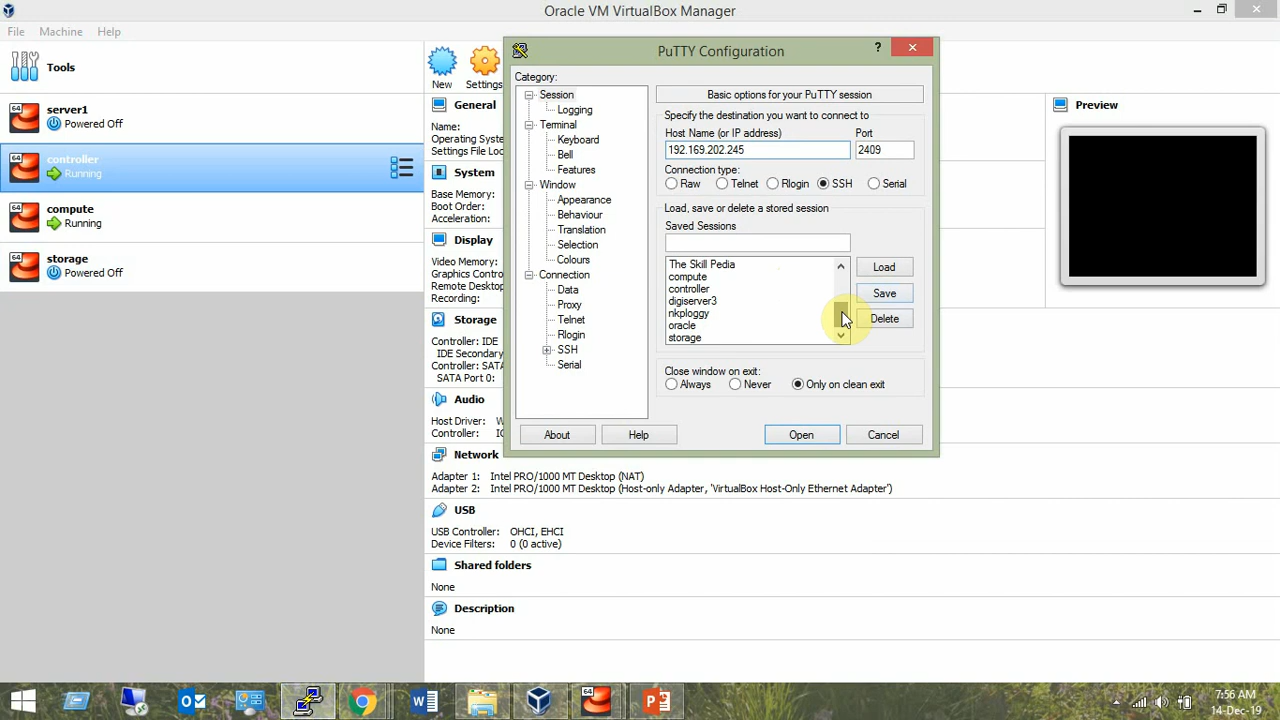 Oracle VM VirtualBox Manager
File Machine Help
Tools
New
Settings
64 server1
Powered Off
64 controller
Running
64 compute
Running
64 storage
Powered Off
General
Name:
Operating Syste
Settings File Loc
System
Base Memory:
Boot Order:
Acceleration:
Display
Video Memory:
Graphics Contro
Remote Desktop
Recording:
Storage
Controller: IDE
IDE Secondary
Controller: SATA
SATA Port 0:
Audio
Host Driver: W
Controller: IC
Network
Adapter 1: Intel PRO/1000 MT Desktop (NAT)
Adapter 2: Intel PRO/1000 MT Desktop (Host-only Adapter, 'VirtualBox Host-Only Ethernet Adapter')
USB
USB Controller: OHCI, EHCI
Device Filters: 0 (0 active)
Shared folders
None
Description
None
Preview
PuTTY Configuration
?
Category:
Session
Logging
Terminal
Keyboard
Bell
Features
Window
Appearance
Behaviour
Translation
Selection
Colours
Connection
Data
Proxy
Telnet
Rlogin
SSH
Serial
Basic options for your PuTTY session
Specify the destination you want to connect to
Host Name (or IP address) Port
192.169.202.245 2409
Connection type:
Raw Telnet Rlogin SSH Serial
Load, save or delete a stored session
Saved Sessions
The Skill Pedia
compute
controller
digiserver3
nkploggy
oracle
storage
Load
Save
Delete
Close window on exit:
Always Never Only on clean exit
About Help Open Cancel
64
7:56 AM
14-Dec-19